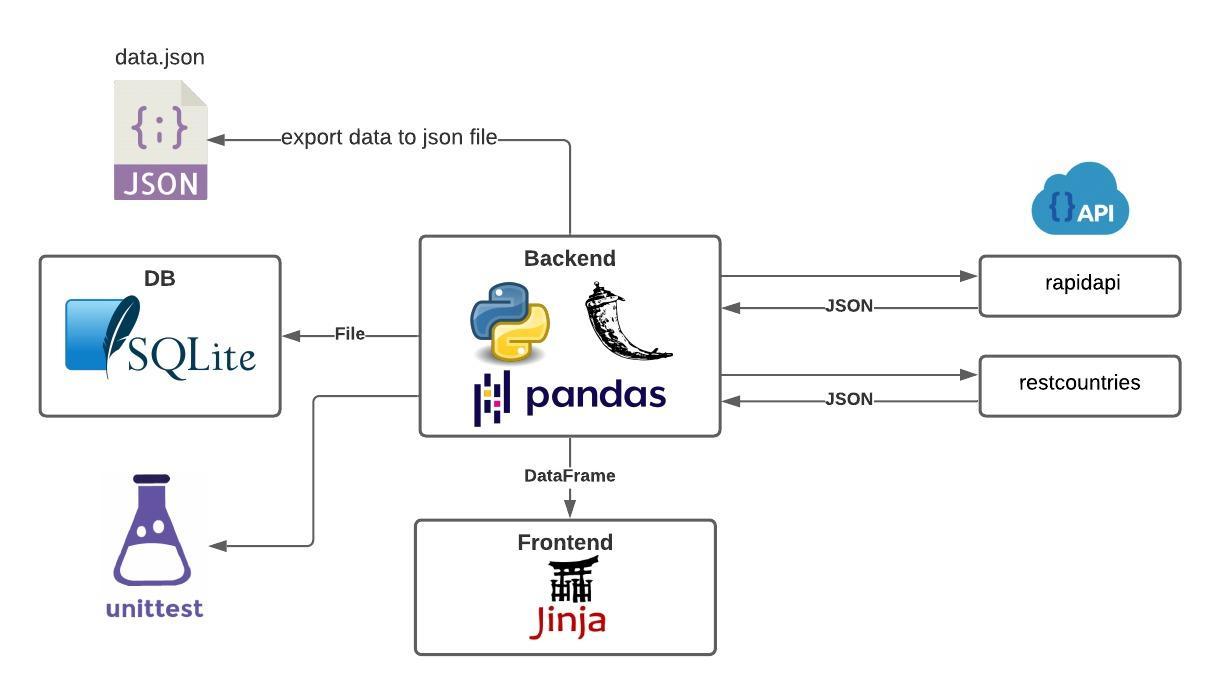 data.json
{;}
JSON
export data to json file
{} API
Backend
DB
rapidapi
JSON
SQLite
File
pandas
restcountries
JSON
DataFrame
unittest
Frontend
Jinja